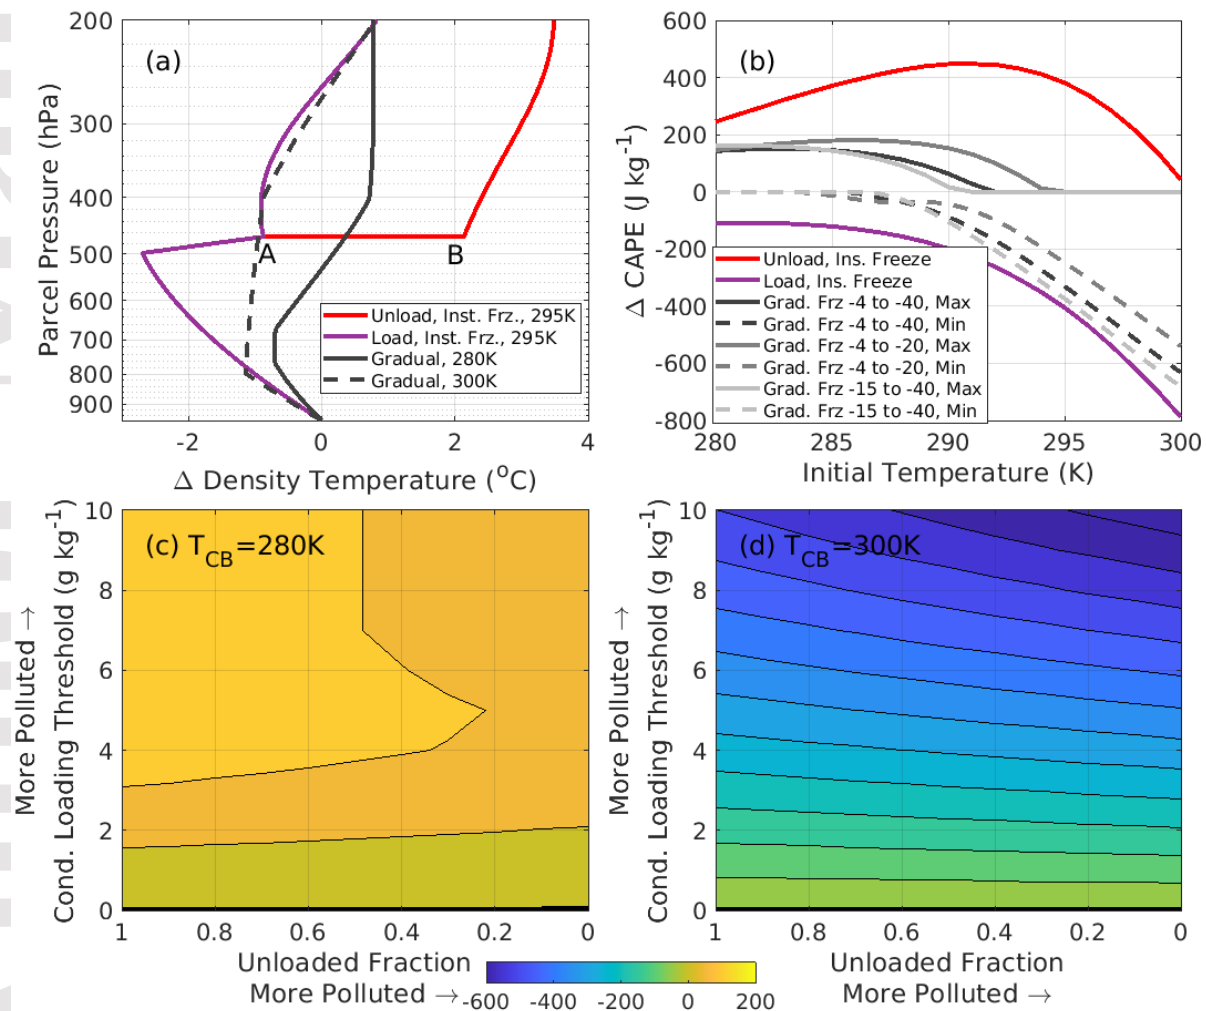 (a)
200
300
400
500
600
700
800
900
Parcel Pressure (hPa)
A
B
Unload, Inst. Frz., 295K
Load, Inst. Frz., 295K
Gradual, 280K
Gradual, 300K
-2
0
2
4
Δ Density Temperature (°C)
(b)
600
400
200
0
-200
-400
-600
-800
Δ CAPE (J kg⁻¹)
Unload, Ins. Freeze
Load, Ins. Freeze
Grad. Frz -4 to -40, Max
Grad. Frz -4 to -40, Min
Grad. Frz -4 to -20, Max
Grad. Frz -4 to -20, Min
Grad. Frz -15 to -40, Max
Grad. Frz -15 to -40, Min
280
285
290
295
300
Initial Temperature (K)
(c) T_CB=280K
10
8
6
4
2
0
More Polluted →
Cond. Loading Threshold (g kg⁻¹)
1
0.8
0.6
0.4
0.2
0
Unloaded Fraction
More Polluted →
(d) T_CB=300K
10
8
6
4
2
0
More Polluted →
Cond. Loading Threshold (g kg⁻¹)
1
0.8
0.6
0.4
0.2
0
Unloaded Fraction
More Polluted →
-600
-400
-200
0
200